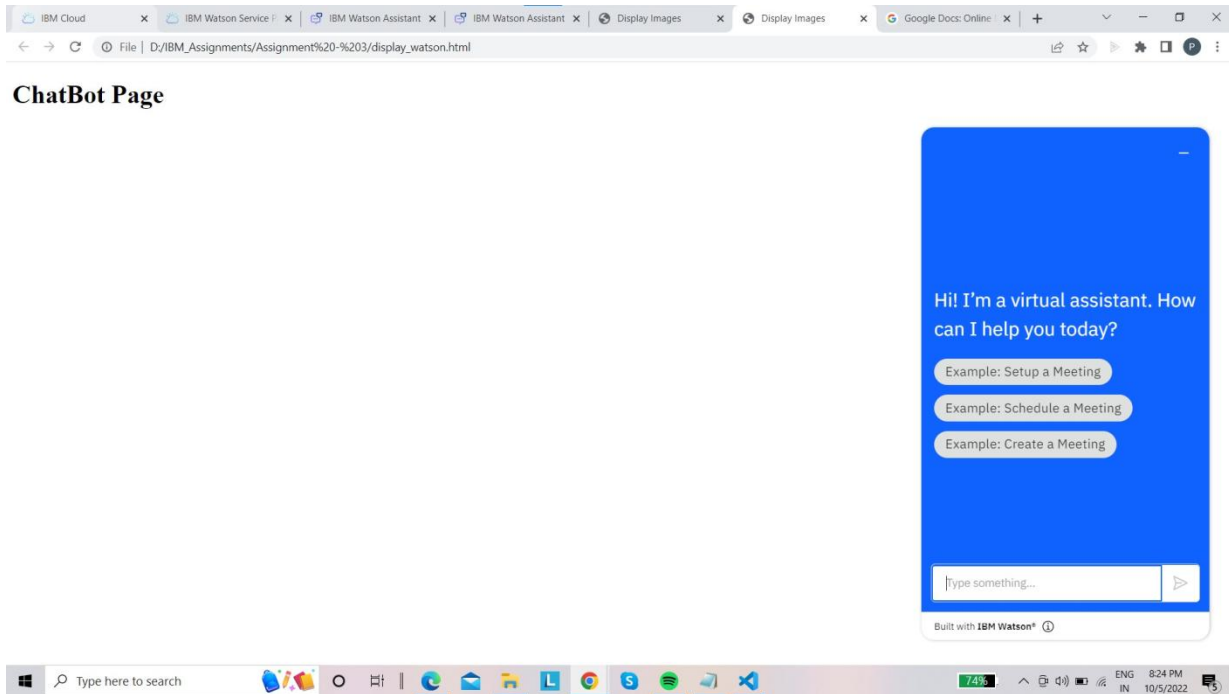 IBM Cloud
IBM Watson Service P
IBM Watson Assistant
IBM Watson Assistant
Display Images
Display Images
Google Docs: Online
File | D:/IBM_Assignments/Assignment%20-%203/display_watson.html
P
ChatBot Page
Hi! I'm a virtual assistant. How
can I help you today?
Example: Setup a Meeting
Example: Schedule a Meeting
Example: Create a Meeting
Type something...
Built with IBM Watson®
Type here to search
L
S
74%
ENG
IN
8:24 PM
10/5/2022
5